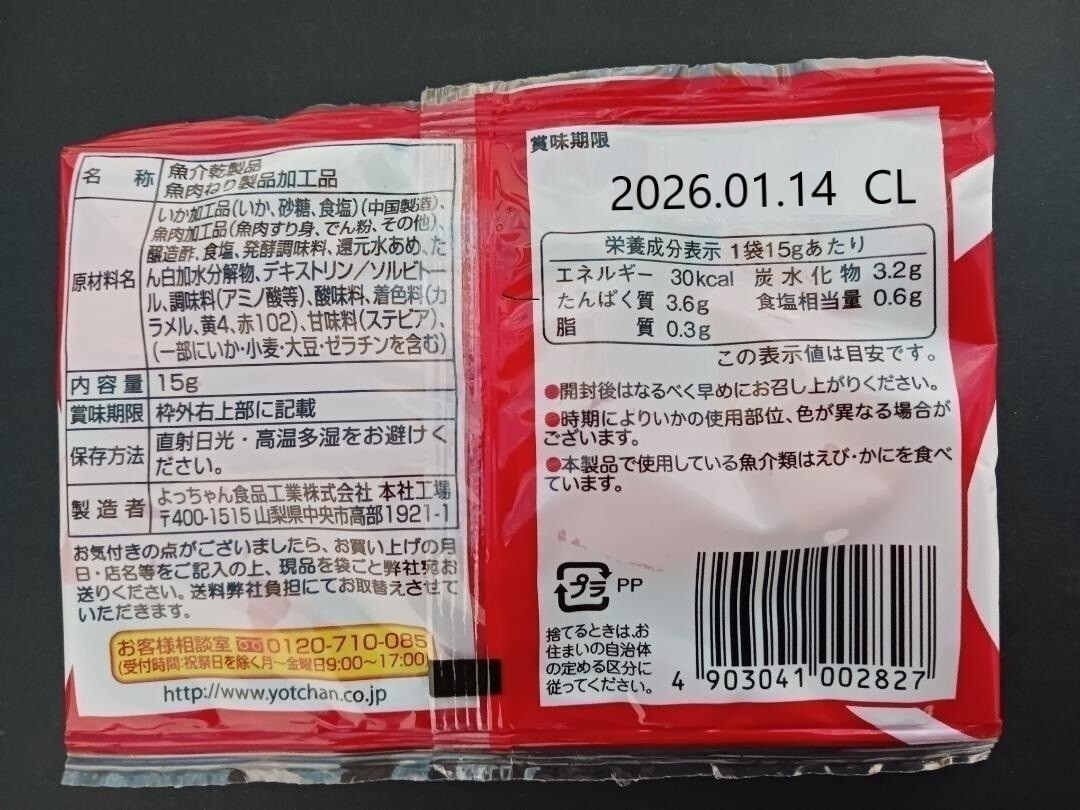 名称 魚介乾製品
魚肉ねり製品加工品
原材料名 いか加工品(いか、砂糖、食塩)(中国製造)、
魚肉加工品(魚肉すり身、でん粉、その他)、
醸造酢、食塩、発酵調味料、還元水あめ、たん
白加水分解物、デキストリン/ソルビトー
ル、調味料(アミノ酸等)、酸味料、着色料(カ
ラメル、黄4、赤102)、甘味料(ステビア)、
(一部にいか・小麦・大豆・ゼラチンを含む)
内容量 15g
賞味期限 枠外右上部に記載
保存方法 直射日光・高温多湿をお避けく
ださい。
製造者 よっちゃん食品工業株式会社 本社工場
〒400-1515 山梨県中央市高部1921-1
お気付きの点がございましたら、お買い上げの月
日・店名等をご記入の上、現品を袋ごと弊社宛お
送りください。送料弊社負担にてお取替えさせて
いただきます。
お客様相談室 0120-710-085
(受付時間:祝祭日を除く月〜金曜日9:00〜17:00)
http://www.yotchan.co.jp
賞味期限
2026.01.14 CL
栄養成分表示 1袋15gあたり
エネルギー 30kcal 炭水化物 3.2g
たんぱく質 3.6g 食塩相当量 0.6g
脂質 0.3g
この表示値は目安です。
●開封後はなるべく早めにお召し上がりください。
●時期によりいかの使用部位、色が異なる場合が
ございます。
●本製品で使用している魚介類はえび・かにを食べ
ています。
プラ PP
捨てるときは、お
住まいの自治体
の定める区分に
従ってください。
4 903041 002827